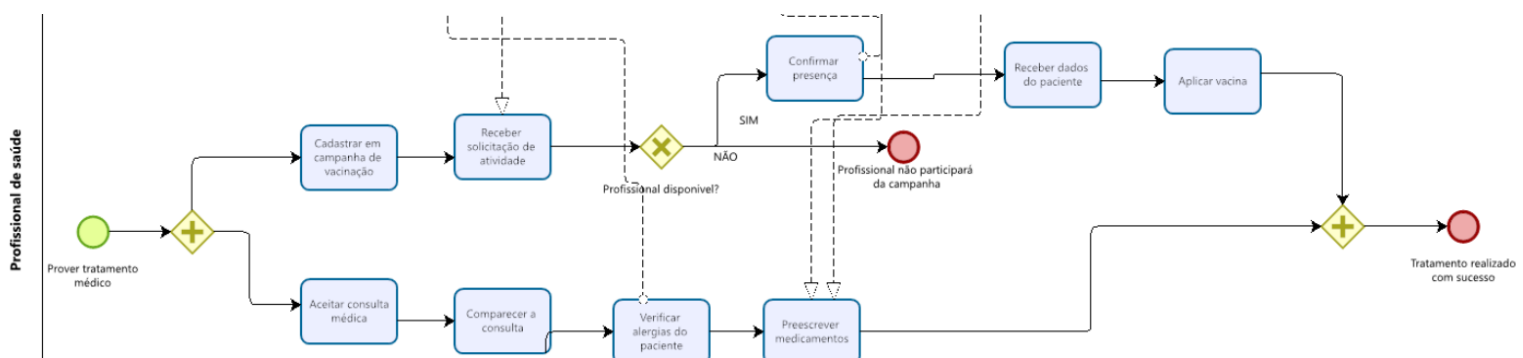 Profissional de saúde
Prover tratamento
médico
Cadastrar em
campanha de
vacinação
Receber
solicitação de
atividade
Profissional disponivel?
SIM
NÃO
Confirmar
presença
Profissional não participará
da campanha
Receber dados
do paciente
Aplicar vacina
Aceitar consulta
médica
Comparecer a
consulta
Verificar
alergias do
paciente
Preescrever
medicamentos
Tratamento realizado
com sucesso